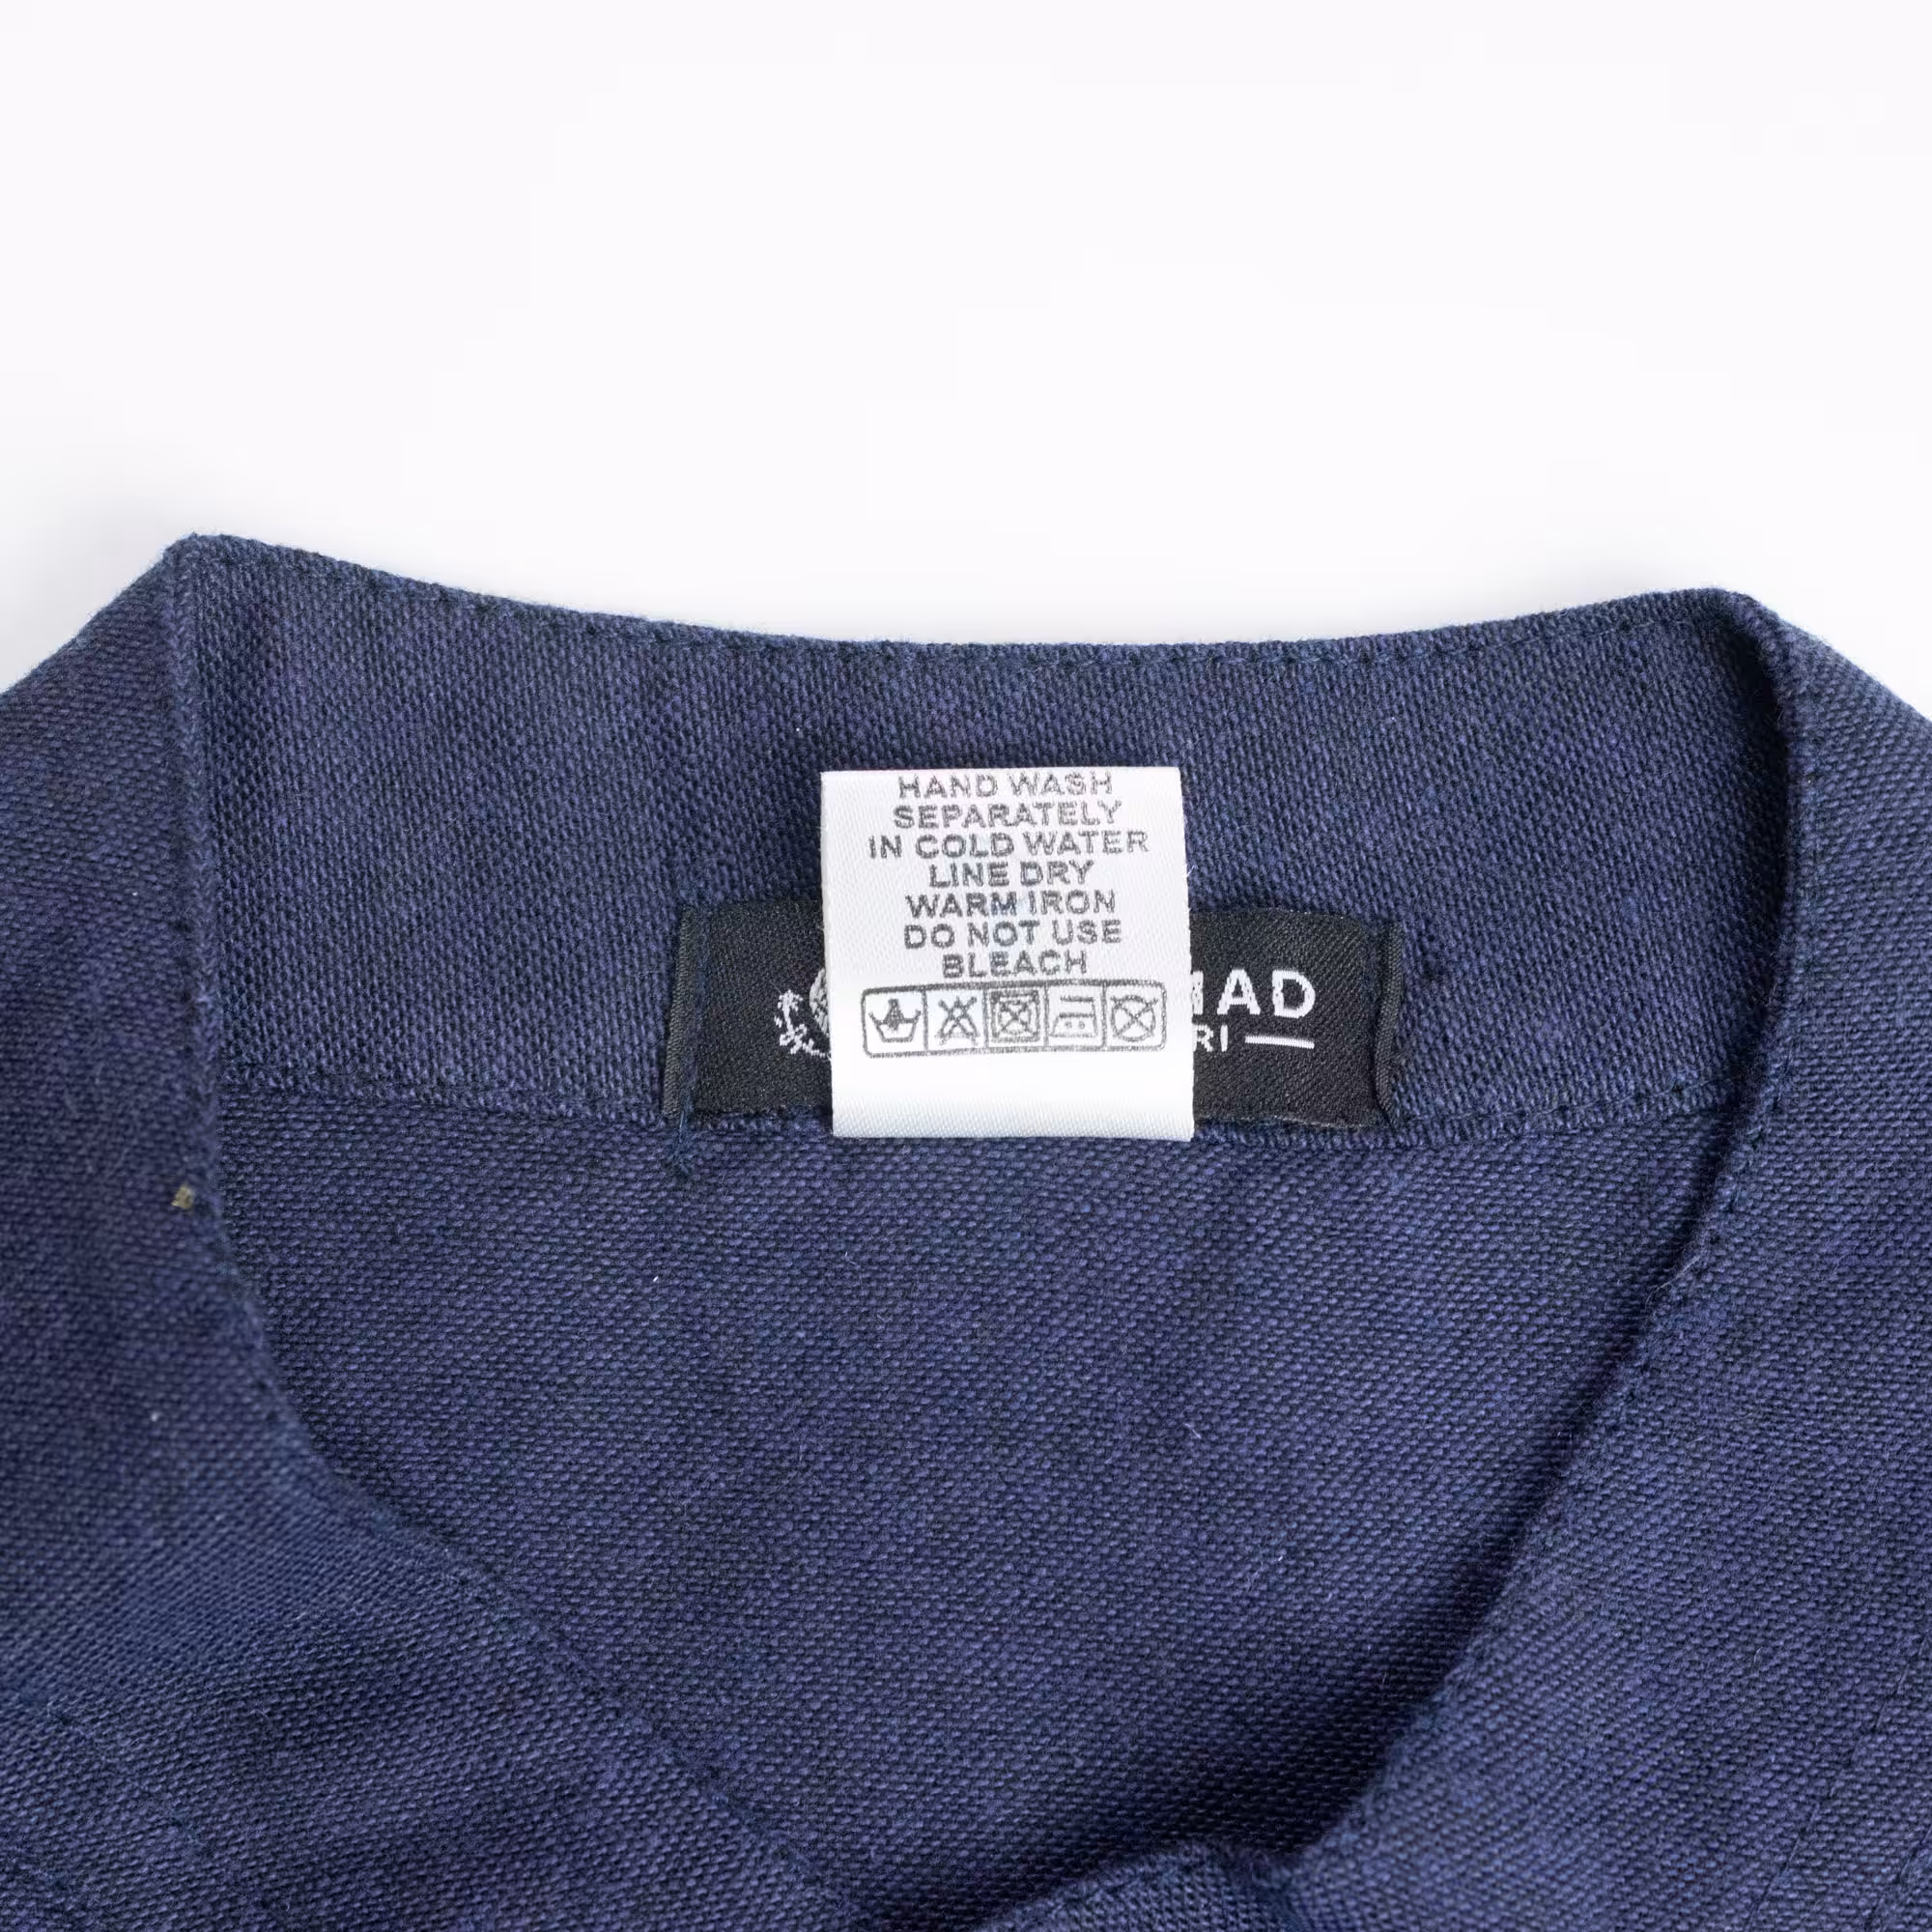 HAND WASH
SEPARATELY
IN COLD WATER
LINE DRY
WARM IRON
DO NOT USE
BLEACH